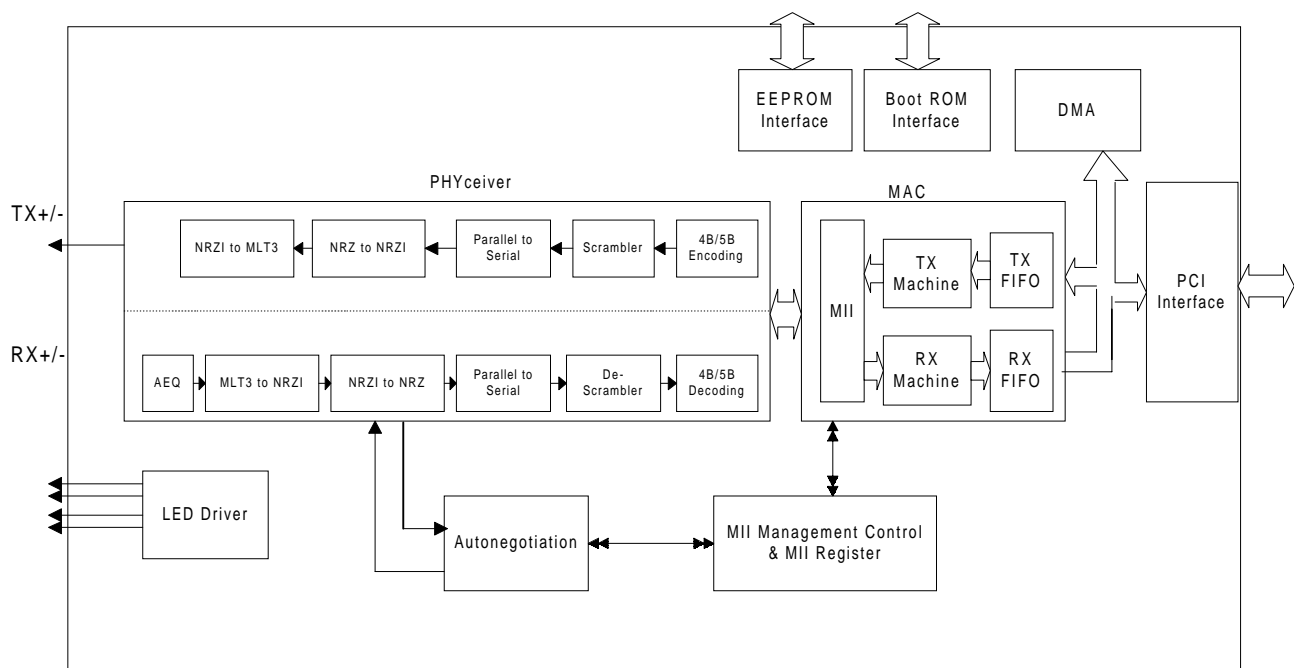 EEPROM
Interface
Boot ROM
Interface
DMA
PHYceiver
MAC
TX+/-
NRZI to MLT3
NRZ to NRZI
Parallel to
Serial
Scrambler
4B/5B
Encoding
MII
TX
Machine
TX
FIFO
PCI
Interface
RX+/-
AEQ
MLT3 to NRZI
NRZI to NRZ
Parallel to
Serial
De-
Scrambler
4B/5B
Decoding
RX
Machine
RX
FIFO
LED Driver
Autonegotiation
MII Management Control
& MII Register